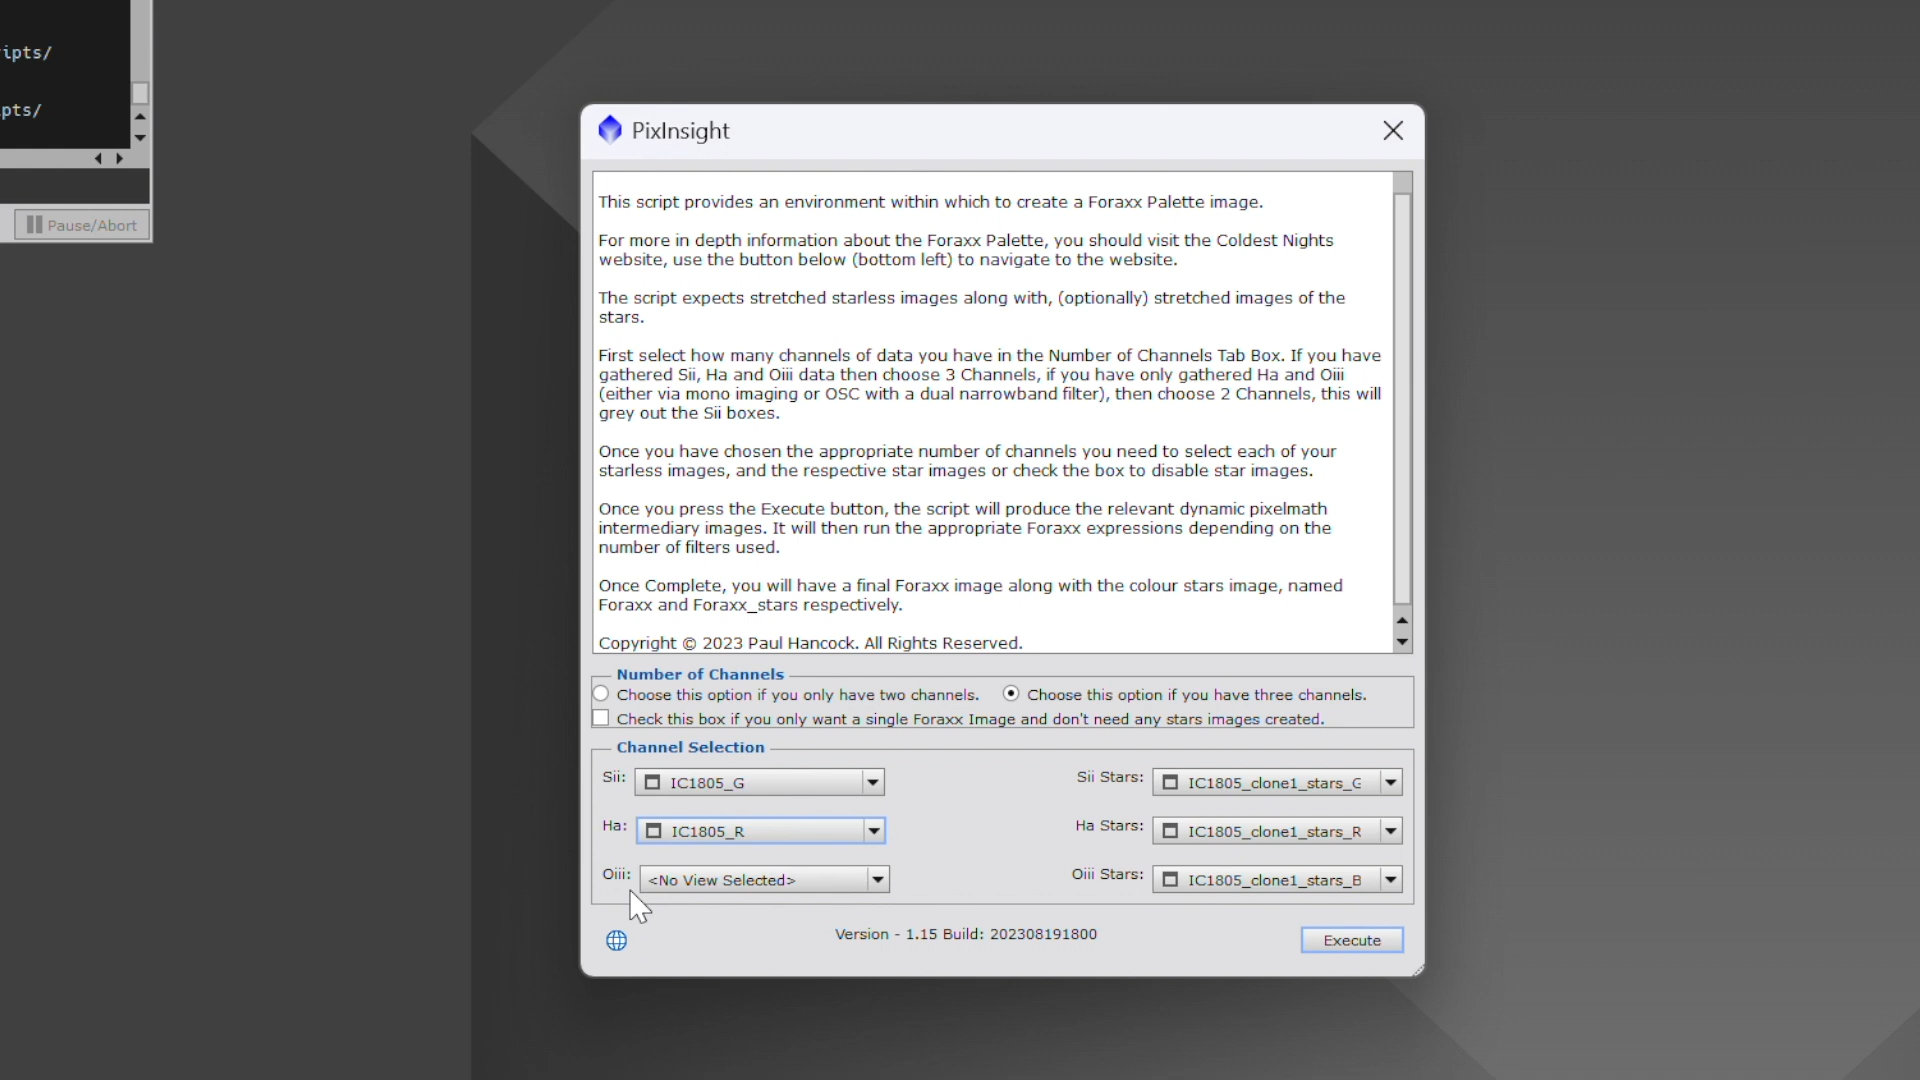 ipts/
pts/
Pause/Abort
PixInsight
This script provides an environment within which to create a Foraxx Palette image.
For more in depth information about the Foraxx Palette, you should visit the Coldest Nights
website, use the button below (bottom left) to navigate to the website.
The script expects stretched starless images along with, (optionally) stretched images of the
stars.
First select how many channels of data you have in the Number of Channels Tab Box. If you have
gathered Sii, Ha and Oiii data then choose 3 Channels, if you have only gathered Ha and Oiii
(either via mono imaging or OSC with a dual narrowband filter), then choose 2 Channels, this will
grey out the Sii boxes.
Once you have chosen the appropriate number of channels you need to select each of your
starless images, and the respective star images or check the box to disable star images.
Once you press the Execute button, the script will produce the relevant dynamic pixelmath
intermediary images. It will then run the appropriate Foraxx expressions depending on the
number of filters used.
Once Complete, you will have a final Foraxx image along with the colour stars image, named
Foraxx and Foraxx_stars respectively.
Copyright © 2023 Paul Hancock. All Rights Reserved.
Number of Channels
Choose this option if you only have two channels. Choose this option if you have three channels.
Check this box if you only want a single Foraxx Image and don't need any stars images created.
Channel Selection
Sii: IC1805_G Sii Stars: IC1805_clone1_stars_G
Ha: IC1805_R Ha Stars: IC1805_clone1_stars_R
Oiii: <No View Selected> Oiii Stars: IC1805_clone1_stars_B
Version - 1.15 Build: 202308191800
Execute